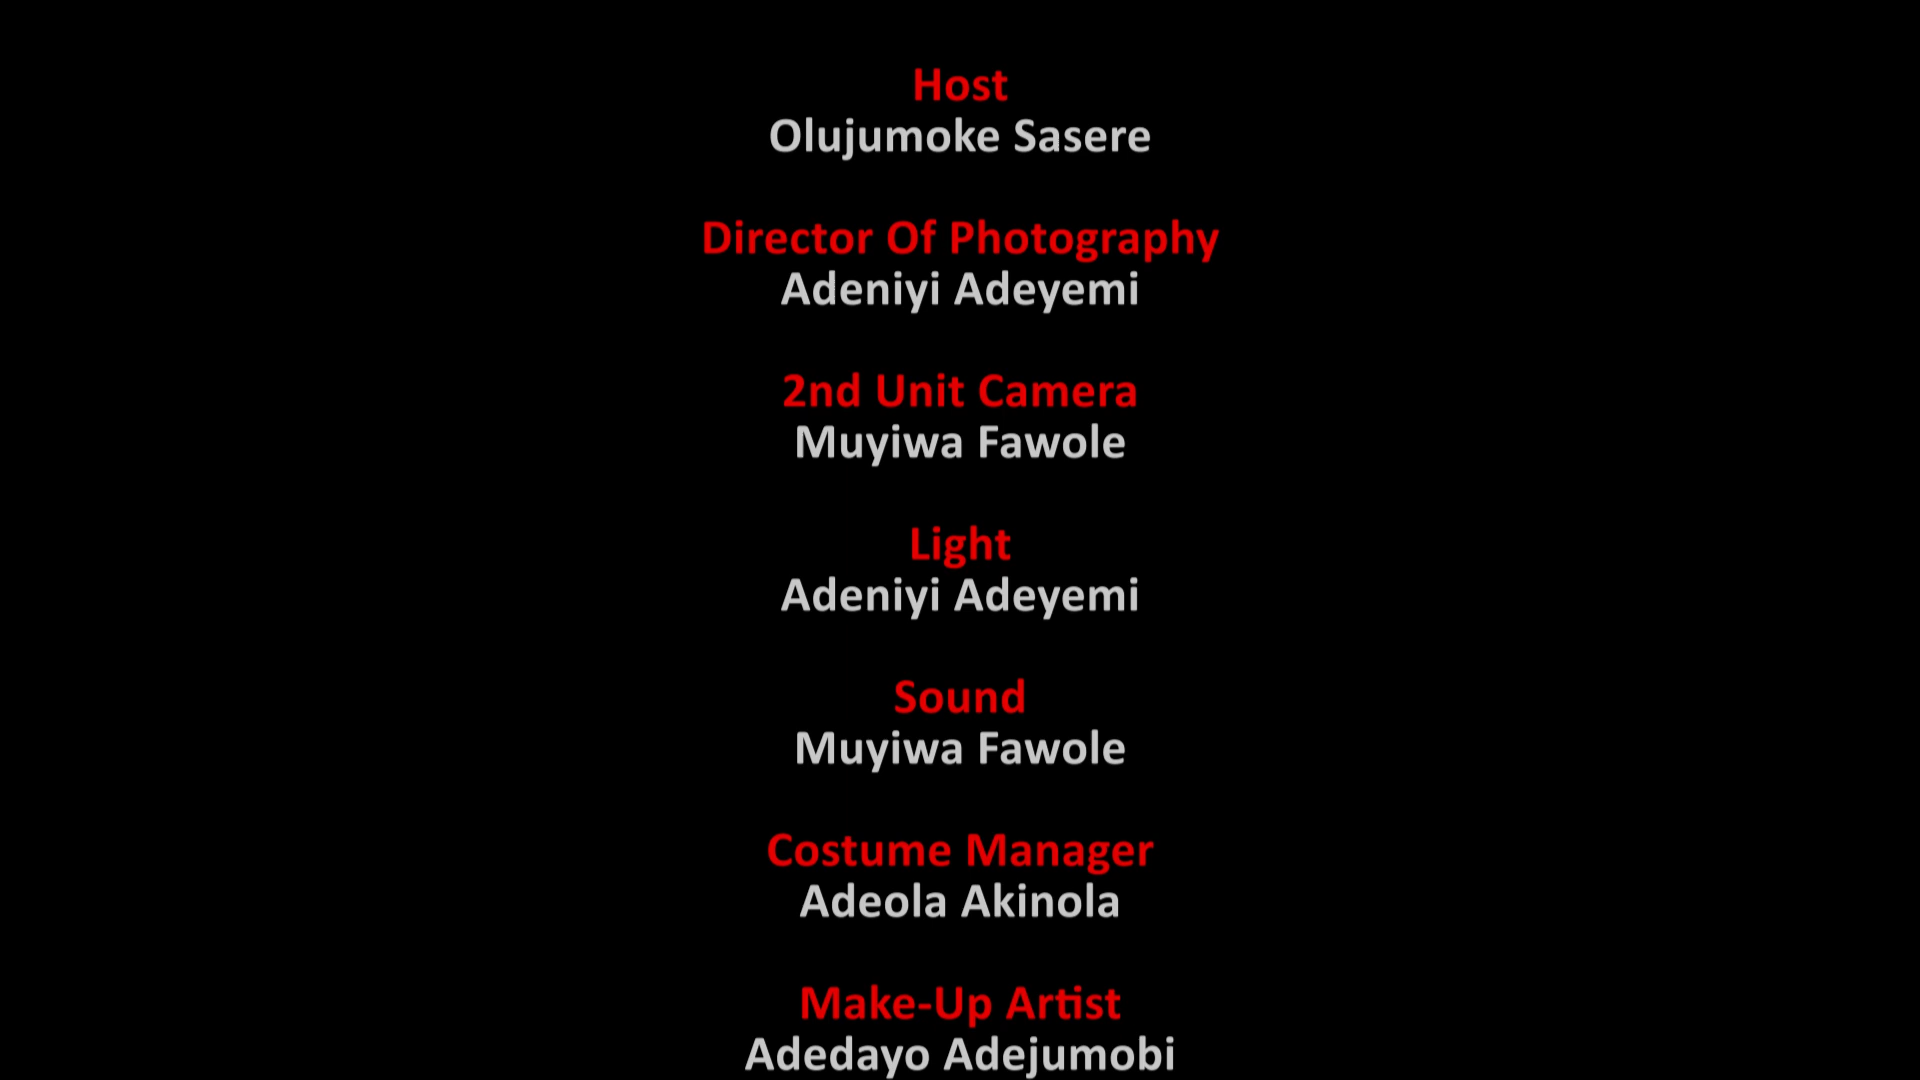 Host
Olujumoke Sasere
Director Of Photography
Adeniyi Adeyemi
2nd Unit Camera
Muyiwa Fawole
Light
Adeniyi Adeyemi
Sound
Muyiwa Fawole
Costume Manager
Adeola Akinola
Make-Up Artist
Adedayo Adejumobi